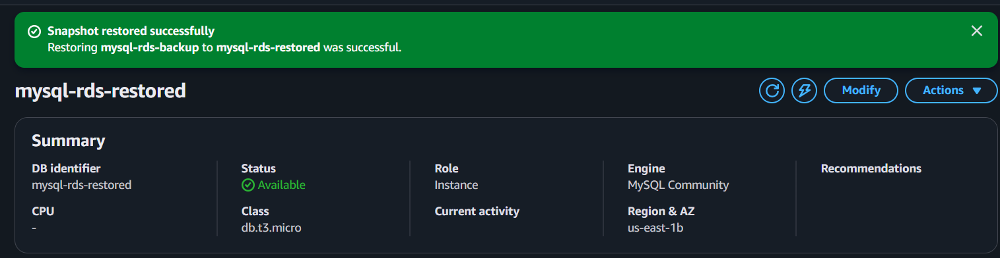 Snapshot restored successfully
Restoring mysql-rds-backup to mysql-rds-restored was successful.
mysql-rds-restored
Modify
Actions
Summary
DB identifier
mysql-rds-restored
Status
Available
Role
Instance
Engine
MySQL Community
Recommendations
CPU
-
Class
db.t3.micro
Current activity
Region & AZ
us-east-1b